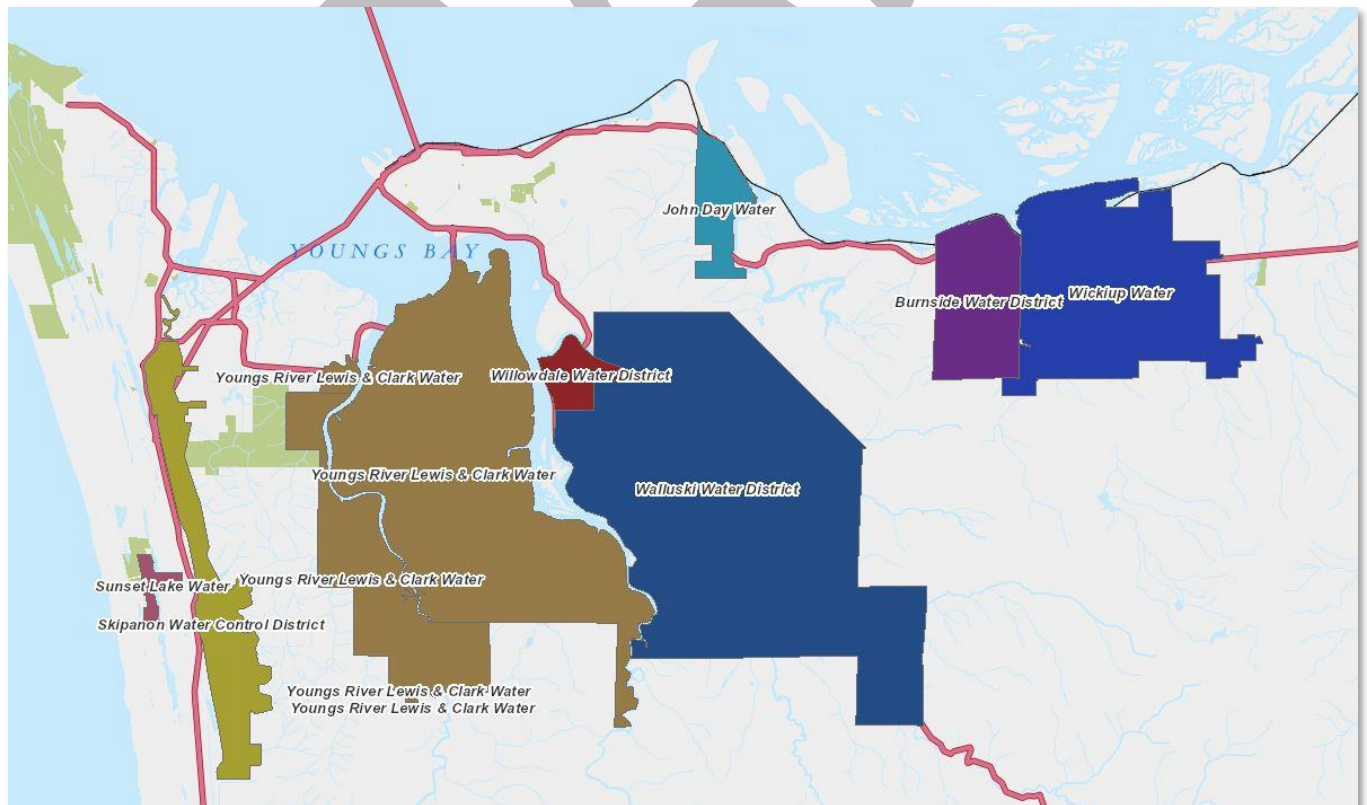 John Day Water
YOUNGS BAY
Burnside Water District
Wickiup Water
Youngs River Lewis & Clark Water
Willowdale Water District
Youngs River Lewis & Clark Water
Walluski Water District
Sunset Lake Water
Youngs River Lewis & Clark Water
Skipanon Water Control District
Youngs River Lewis & Clark Water
Youngs River Lewis & Clark Water